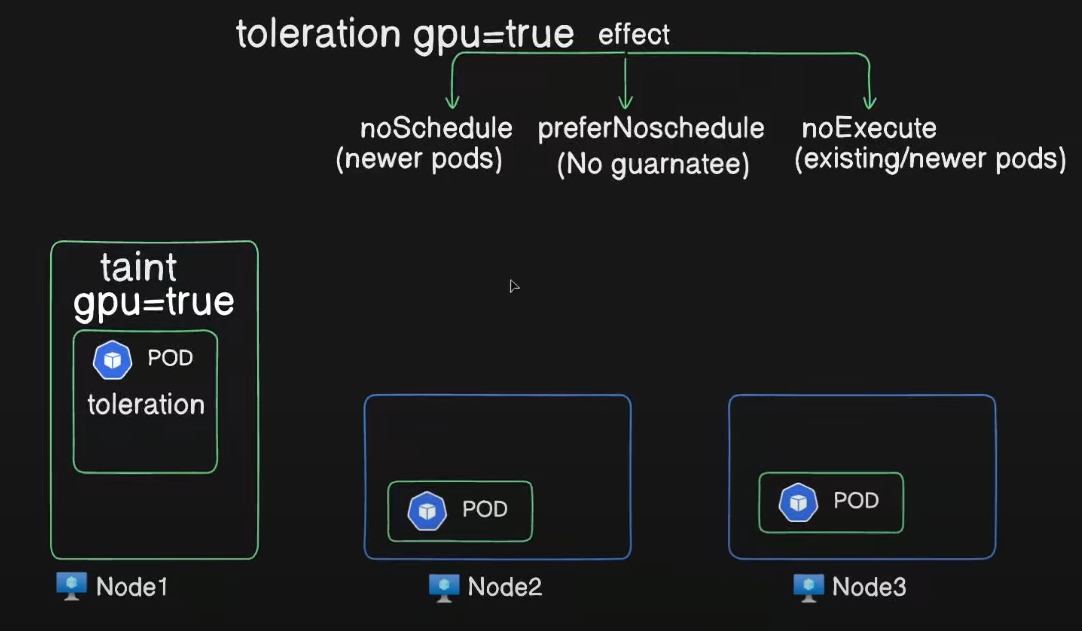 toleration gpu=true effect
noSchedule preferNoschedule noExecute
(newer pods) (No guarnatee) (existing/newer pods)
taint
gpu=true
POD
toleration
POD
POD
Node1 Node2 Node3